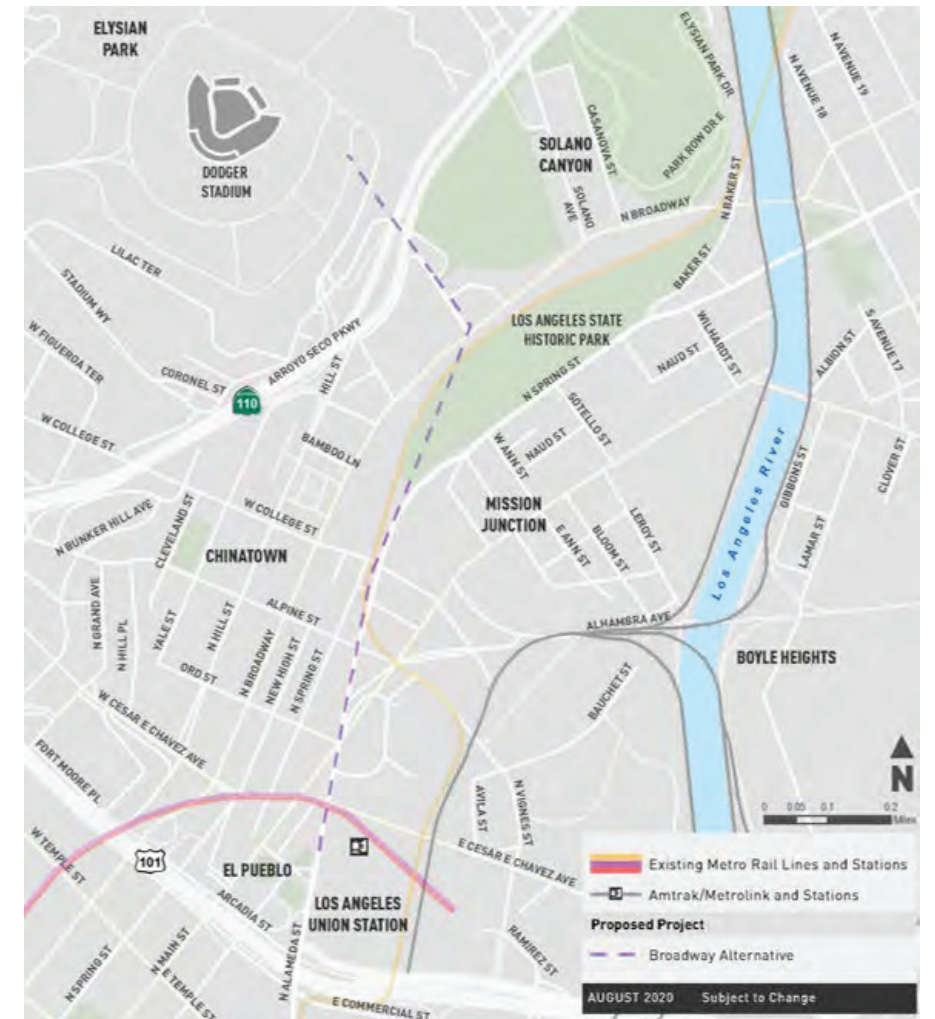 ELYSIAN
PARK
DODGER
STADIUM
ELYSIAN PARK DR
N AVENUE 19
N AVENUE 18
CASANOVA ST
SOLANO
CANYON
PARK ROW DR E
SOLANO
AVE
N BROADWAY
N BAKER ST
BAKER ST
LILAC TER
STADIUM WY
W FIGUEROA TER
CORONEL ST
110
ARROYO SECO PKWY
HILL ST
LOS ANGELES STATE
HISTORIC PARK
N SPRING ST
NAUD ST
WILHARDT ST
ALBION ST
S AVENUE 17
W COLLEGE ST
BAMBOO LN
SOTELLO ST
W ANN ST
NAUD ST
MISSION
JUNCTION
E ANN ST
BLOOM ST
LEROY ST
Los Angeles River
GIBBONS ST
LAMAR ST
CLOVER ST
N BUNKER HILL AVE
CLEVELAND ST
W COLLEGE ST
CHINATOWN
N GRAND AVE
N HILL PL
YALE ST
N HILL ST
ALPINE ST
N BROADWAY
NEW HIGH ST
N SPRING ST
ORD ST
ALHAMBRA AVE
BAUCHET ST
BOYLE HEIGHTS
W CESAR E CHAVEZ AVE
FORT MOORE PL
W TEMPLE ST
101
EL PUEBLO
ARCADIA ST
LOS ANGELES
UNION STATION
AVILA ST
N VIGNES ST
E CESAR E CHAVEZ AVE
RAMIREZ ST
N SPRING ST
N MAIN ST
E TEMPLE ST
N ALAMEDA ST
E COMMERCIAL ST
N
0 0.05 0.1 0.2
Miles
Existing Metro Rail Lines and Stations
Amtrak/Metrolink and Stations
Proposed Project
Broadway Alternative
AUGUST 2020 Subject to Change